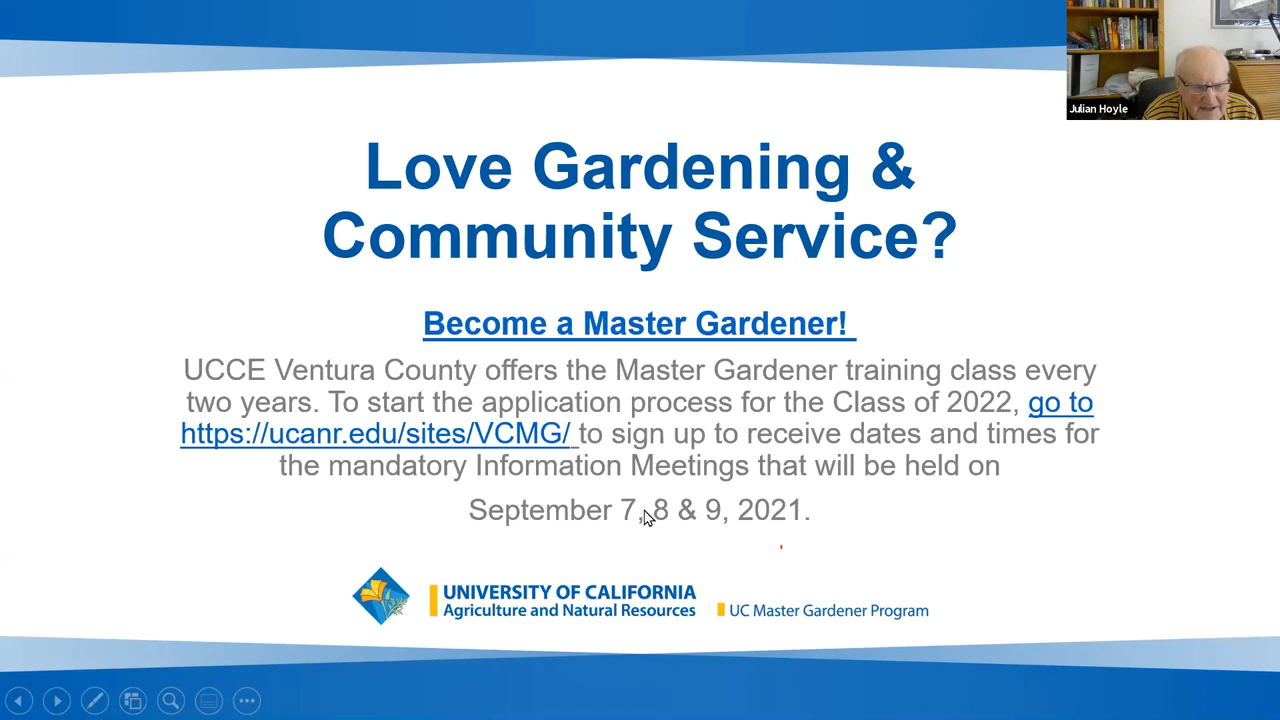 Julian Hoyle
Love Gardening &
Community Service?
Become a Master Gardener!
UCCE Ventura County offers the Master Gardener training class every
two years. To start the application process for the Class of 2022, go to
https://ucanr.edu/sites/VCMG/ to sign up to receive dates and times for
the mandatory Information Meetings that will be held on
September 7, 8 & 9, 2021.
UNIVERSITY OF CALIFORNIA
Agriculture and Natural Resources
UC Master Gardener Program